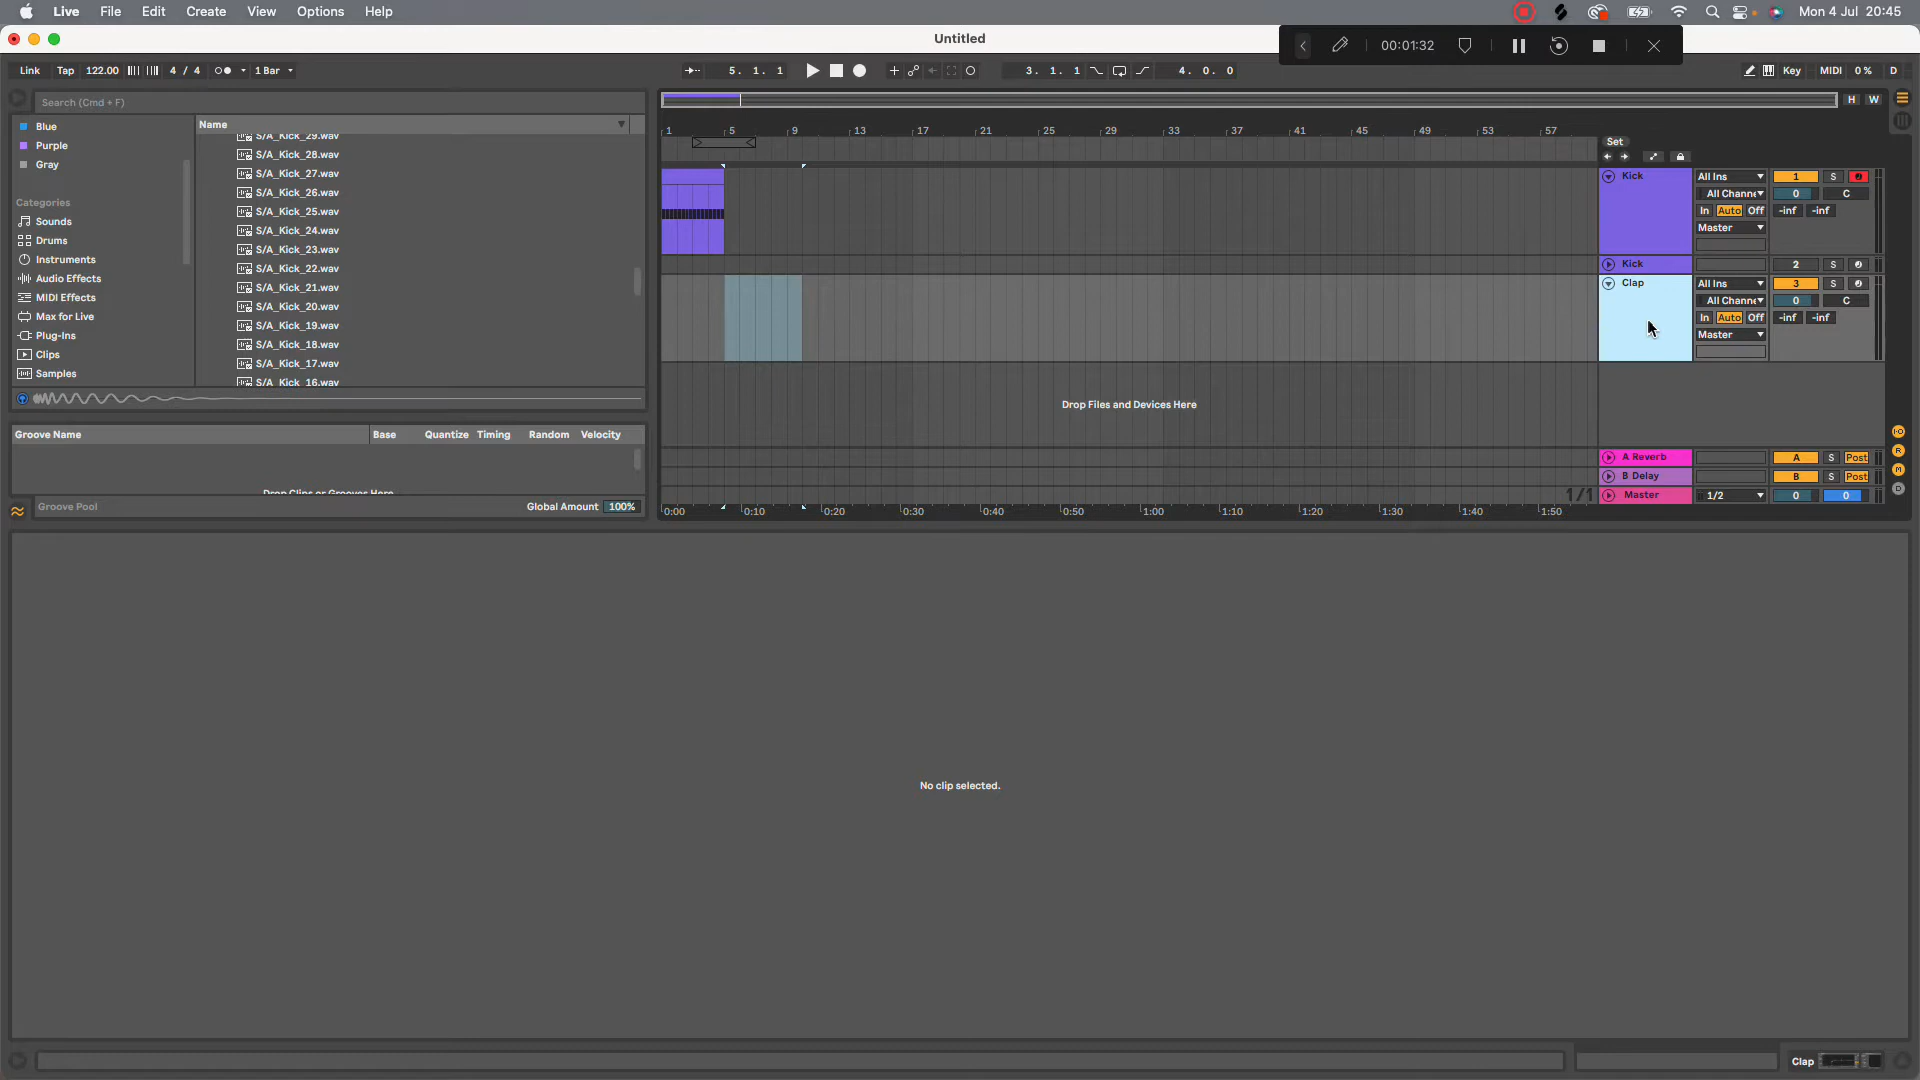 Live File Edit Create View Options Help Mon 4 Jul 20:45
Untitled
00:01:32
Link Tap 122.00 4 / 4 1 Bar 5. 1. 1 3. 1. 1 4. 0. 0 Key MIDI 0 % D
Search (Cmd + F)
H W
Blue
Purple
Gray
Categories
Sounds
Drums
Instruments
Audio Effects
MIDI Effects
Max for Live
Plug-Ins
Clips
Samples
Name
S/A_Kick_29.wav
S/A_Kick_28.wav
S/A_Kick_27.wav
S/A_Kick_26.wav
S/A_Kick_25.wav
S/A_Kick_24.wav
S/A_Kick_23.wav
S/A_Kick_22.wav
S/A_Kick_21.wav
S/A_Kick_20.wav
S/A_Kick_19.wav
S/A_Kick_18.wav
S/A_Kick_17.wav
S/A_Kick_16.wav
Groove Name Base Quantize Timing Random Velocity
Drop Clips or Grooves Here
Groove Pool Global Amount 100%
1 5 9 13 17 21 25 29 33 37 41 45 49 53 57
Set
Kick All Ins 1 S
All Channe 0 C
In Auto Off -inf -inf
Master
Kick 2 S
Clap All Ins 3 S
All Channe 0 C
In Auto Off -inf -inf
Master
Drop Files and Devices Here
A Reverb A S Post
B Delay B S Post
1/1 Master 1/2 0 0
0:00 0:10 0:20 0:30 0:40 0:50 1:00 1:10 1:20 1:30 1:40 1:50
I·O
R
M
D
No clip selected.
Clap